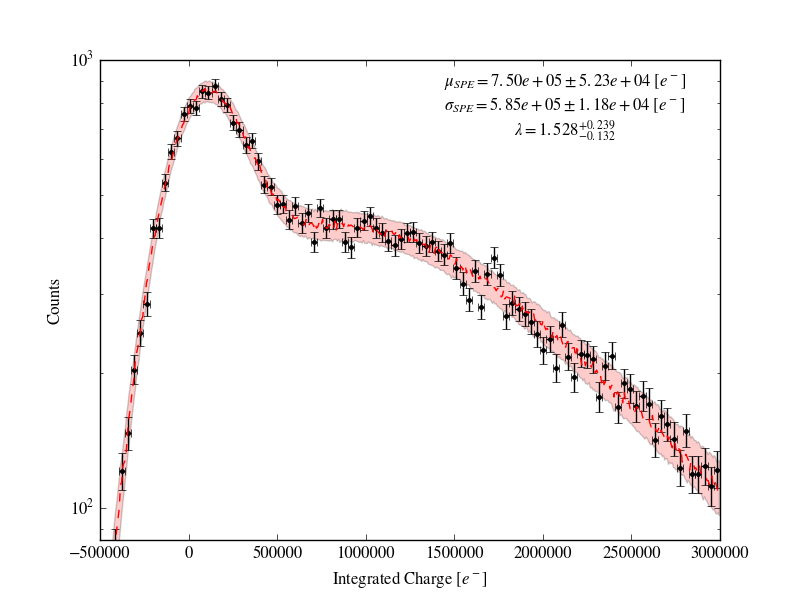 μ_SPE = 7.50e + 05 ± 5.23e + 04 [e⁻]
σ_SPE = 5.85e + 05 ± 1.18e + 04 [e⁻]
λ = 1.528^{+0.239}_{−0.132}
10³
10²
Counts
−500000 0 500000 1000000 1500000 2000000 2500000 3000000
Integrated Charge [e⁻]